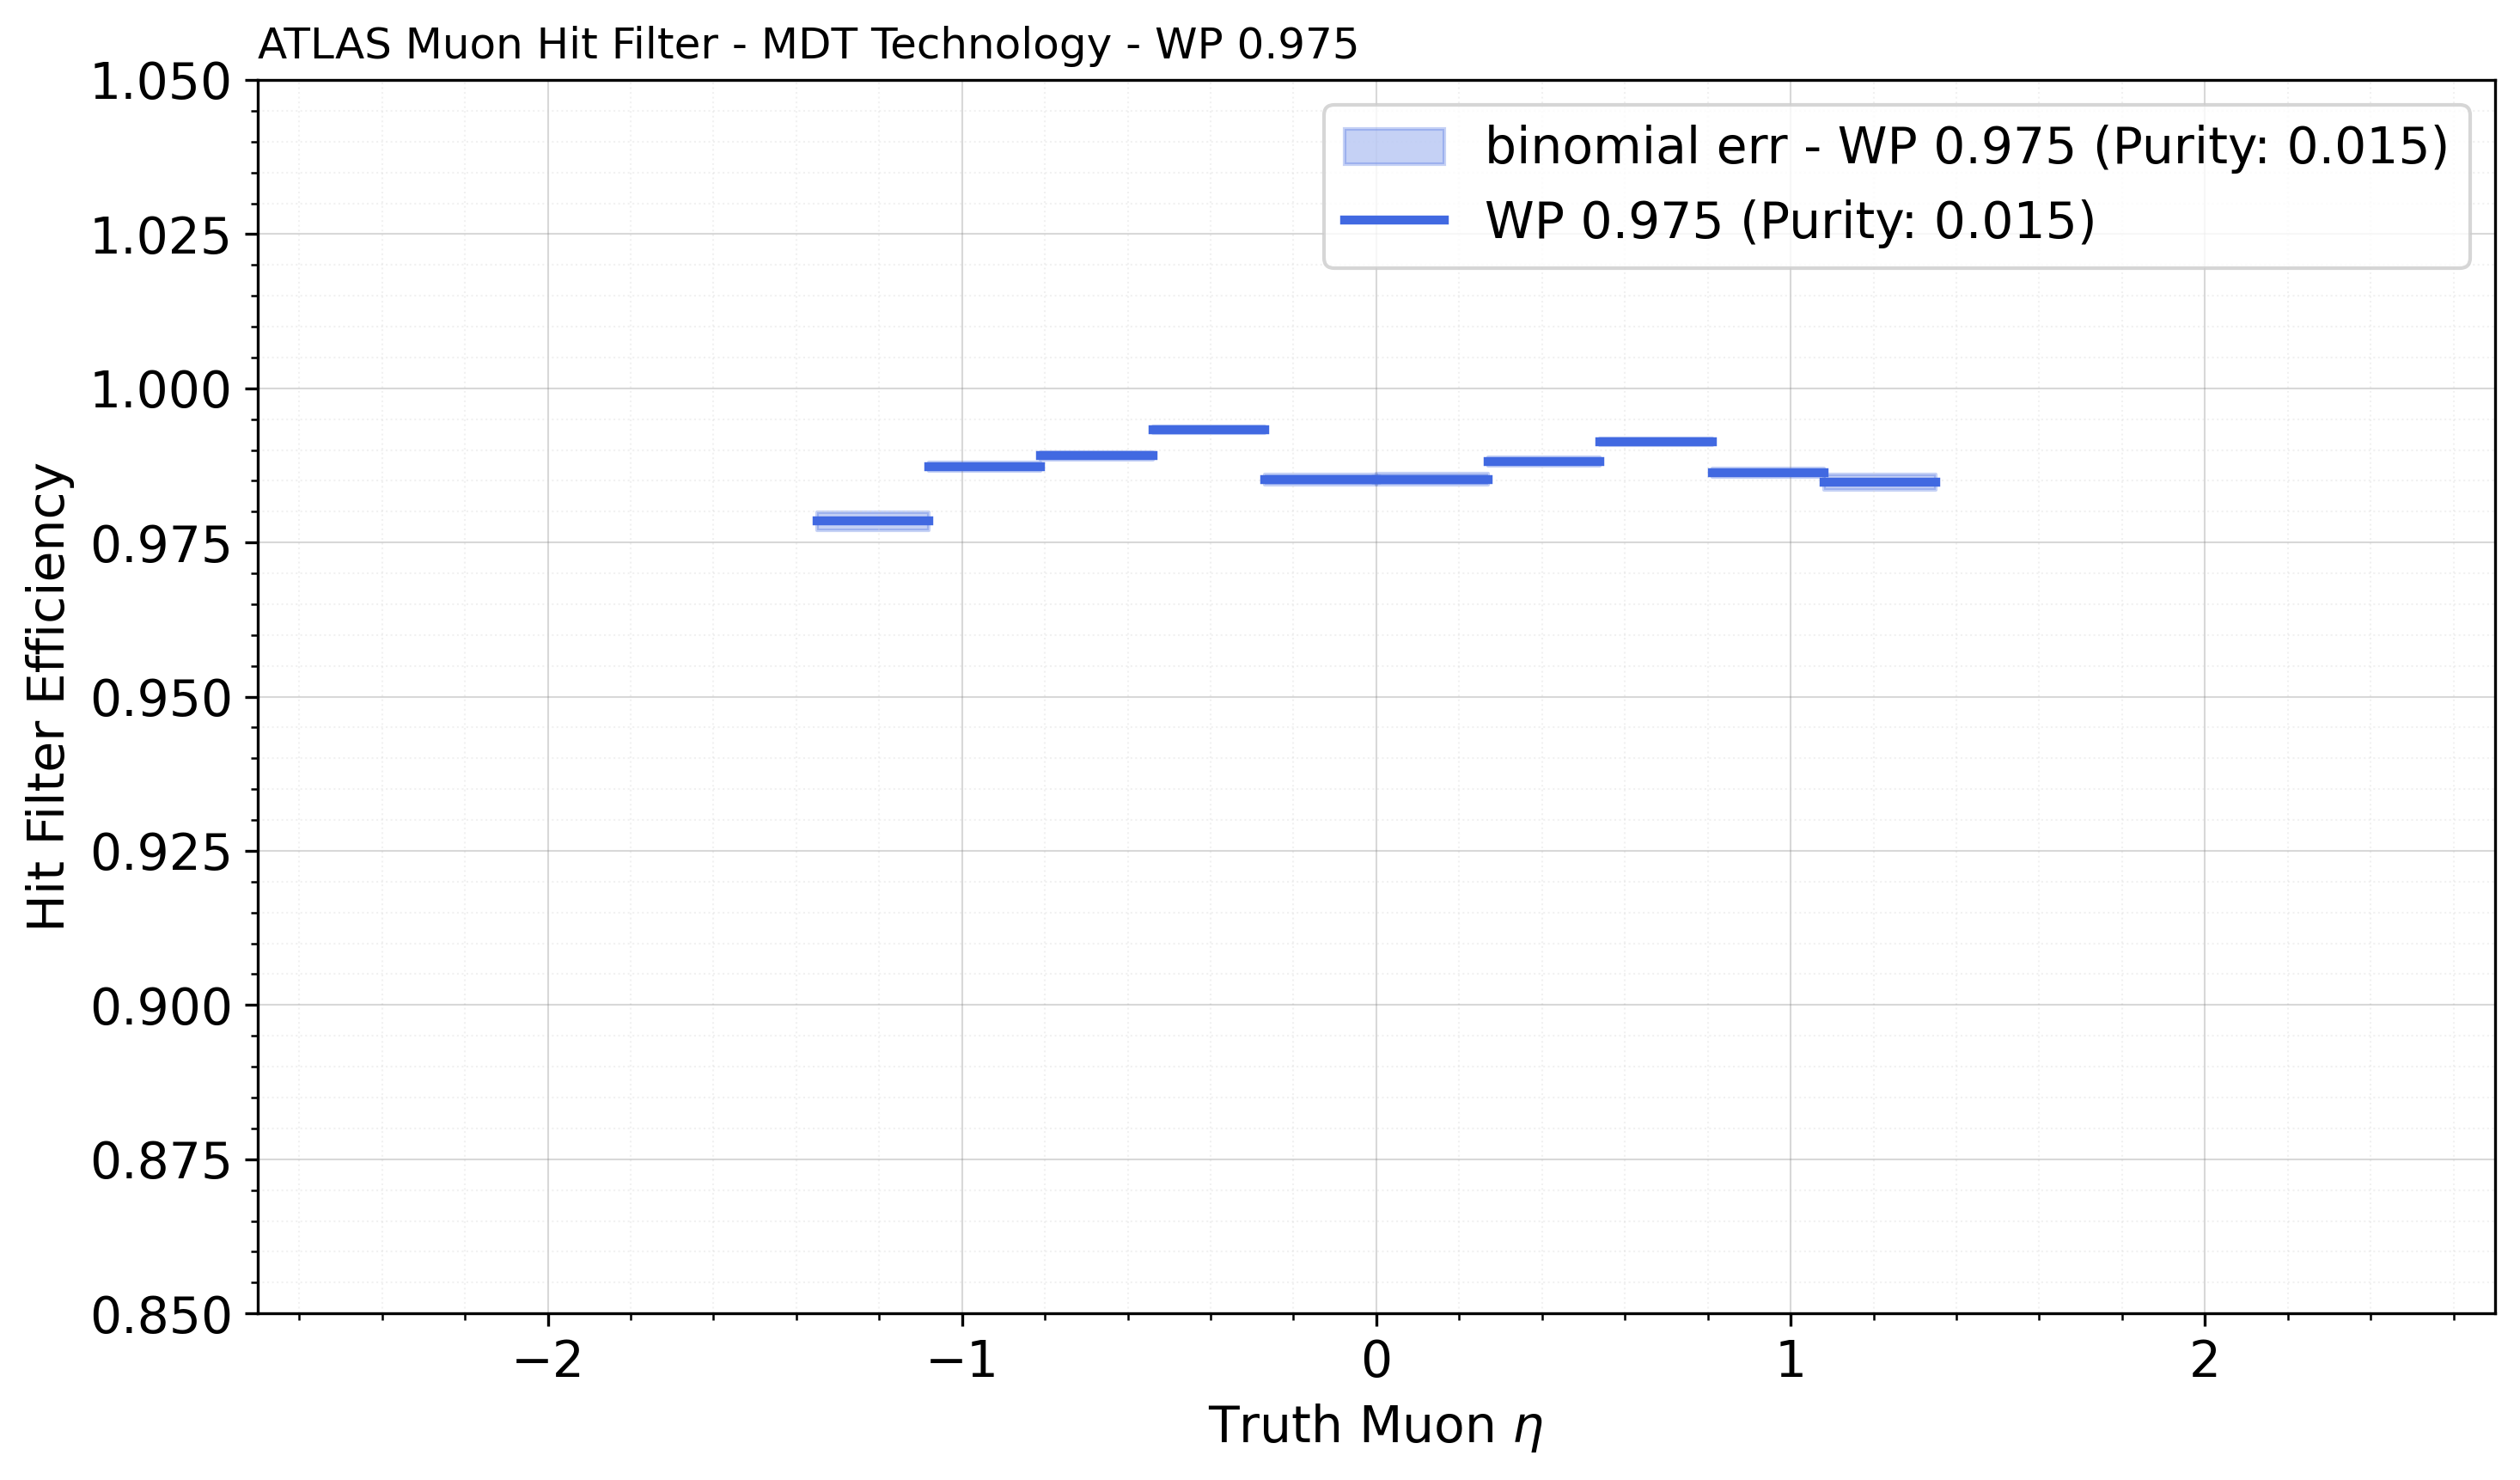 ATLAS Muon Hit Filter - MDT Technology - WP 0.975
1.050
1.025
1.000
0.975
0.950
0.925
0.900
0.875
0.850
Hit Filter Efficiency
binomial err - WP 0.975 (Purity: 0.015)
WP 0.975 (Purity: 0.015)
−2
−1
0
1
2
Truth Muon η